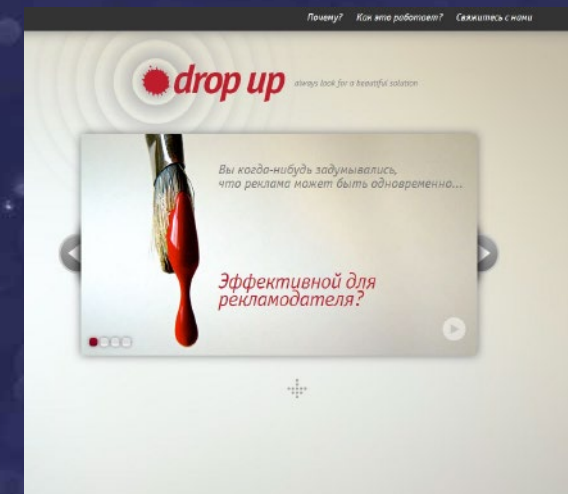 Почему? Как это работает? Свяжитесь с нами
drop up always look for a beautiful solution
Вы когда-нибудь задумывались,
что реклама может быть одновременно...
Эффективной для
рекламодателя?